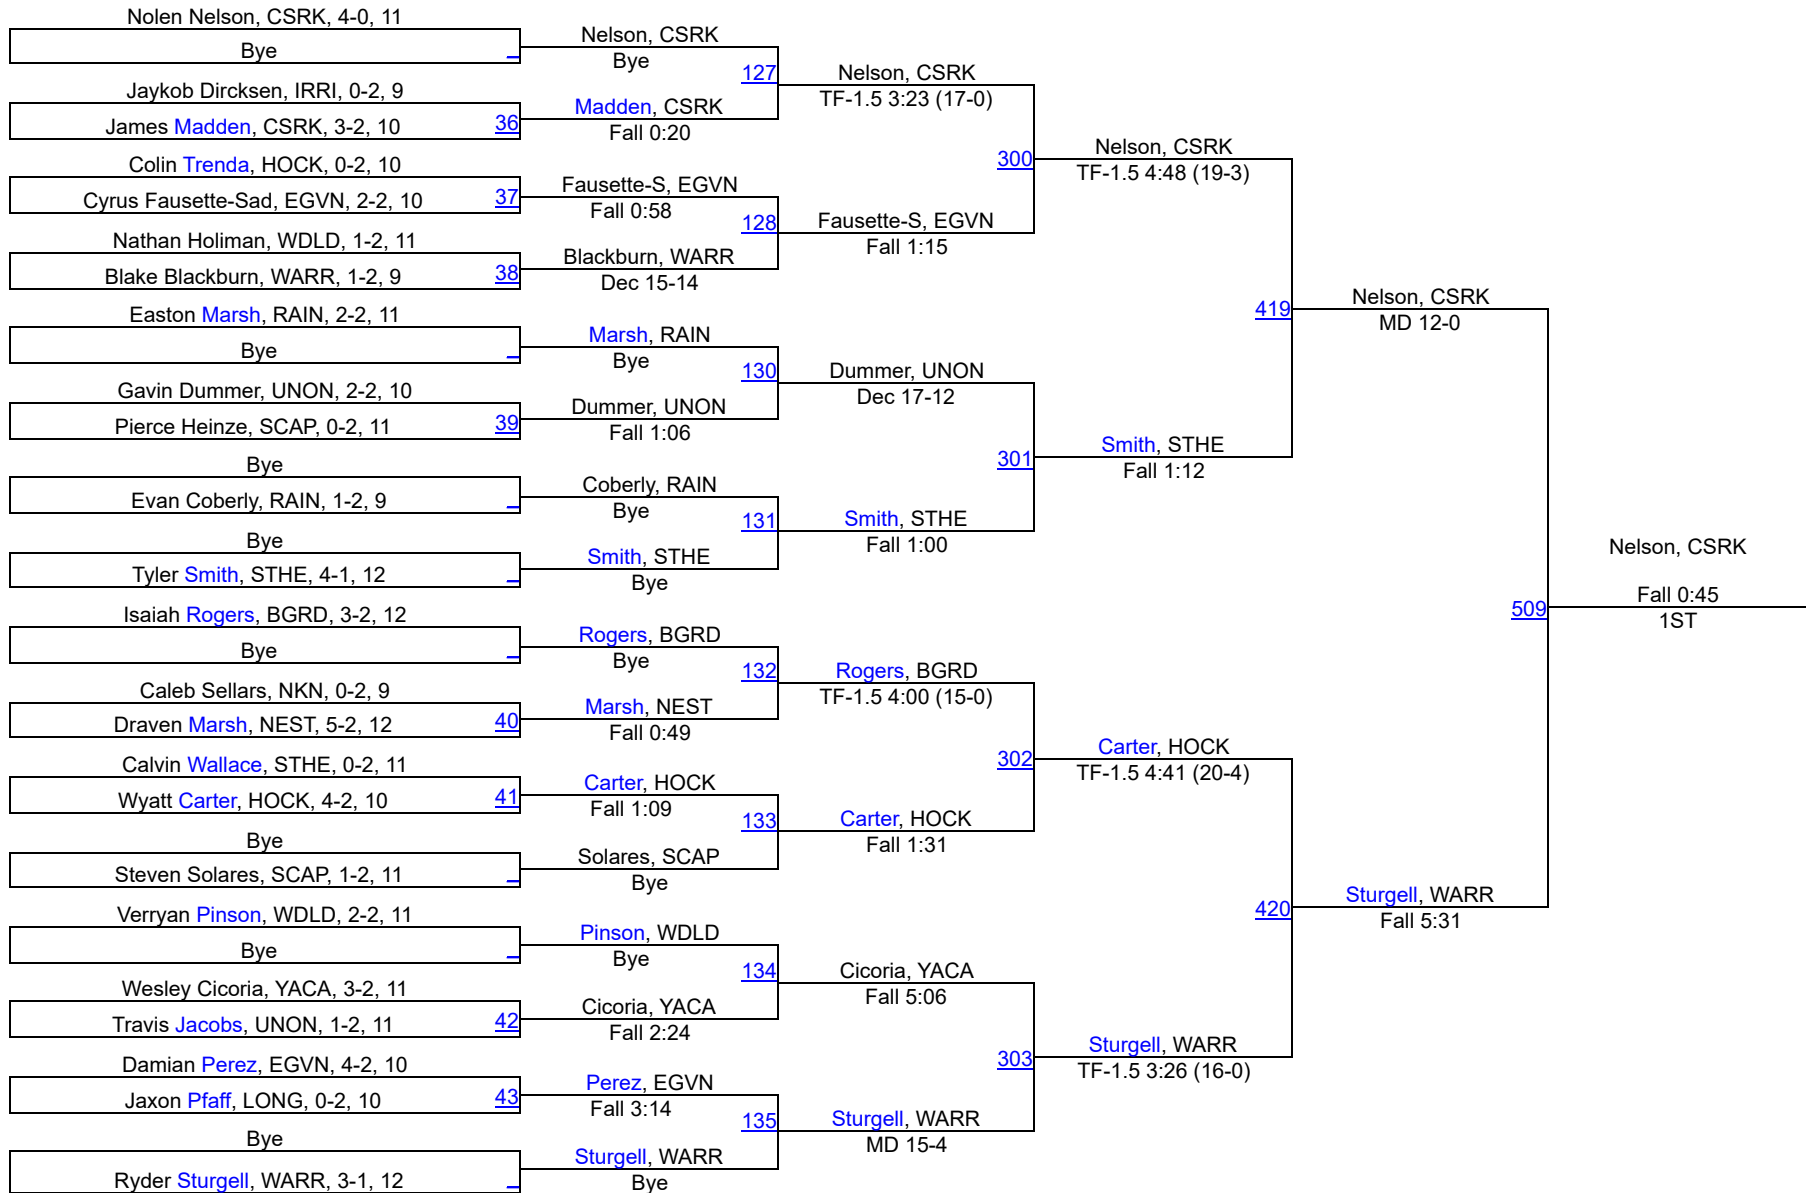 Nolen Nelson, CSRK, 4-0, 11
Bye
Jaykob Dircksen, IRRI, 0-2, 9
James Madden, CSRK, 3-2, 10
36
Colin Trenda, HOCK, 0-2, 10
Cyrus Fausette-Sad, EGVN, 2-2, 10
37
Nathan Holiman, WDLD, 1-2, 11
Blake Blackburn, WARR, 1-2, 9
38
Easton Marsh, RAIN, 2-2, 11
Bye
Gavin Dummer, UNON, 2-2, 10
Pierce Heinze, SCAP, 0-2, 11
39
Bye
Evan Coberly, RAIN, 1-2, 9
Bye
Tyler Smith, STHE, 4-1, 12
Isaiah Rogers, BGRD, 3-2, 12
Bye
Caleb Sellars, NKN, 0-2, 9
Draven Marsh, NEST, 5-2, 12
40
Calvin Wallace, STHE, 0-2, 11
Wyatt Carter, HOCK, 4-2, 10
41
Bye
Steven Solares, SCAP, 1-2, 11
Verryan Pinson, WDLD, 2-2, 11
Bye
Wesley Cicoria, YACA, 3-2, 11
Travis Jacobs, UNON, 1-2, 11
42
Damian Perez, EGVN, 4-2, 10
Jaxon Pfaff, LONG, 0-2, 10
43
Bye
Ryder Sturgell, WARR, 3-1, 12
Nelson, CSRK
Bye
127
Madden, CSRK
Fall 0:20
Fausette-S, EGVN
Fall 0:58
128
Blackburn, WARR
Dec 15-14
Marsh, RAIN
Bye
130
Dummer, UNON
Fall 1:06
Coberly, RAIN
Bye
131
Smith, STHE
Bye
Rogers, BGRD
Bye
132
Marsh, NEST
Fall 0:49
Carter, HOCK
Fall 1:09
133
Solares, SCAP
Bye
Pinson, WDLD
Bye
134
Cicoria, YACA
Fall 2:24
Perez, EGVN
Fall 3:14
135
Sturgell, WARR
Bye
Nelson, CSRK
TF-1.5 3:23 (17-0)
300
Fausette-S, EGVN
Fall 1:15
Dummer, UNON
Dec 17-12
301
Smith, STHE
Fall 1:00
Rogers, BGRD
TF-1.5 4:00 (15-0)
302
Carter, HOCK
Fall 1:31
Cicoria, YACA
Fall 5:06
303
Sturgell, WARR
MD 15-4
Nelson, CSRK
TF-1.5 4:48 (19-3)
419
Smith, STHE
Fall 1:12
Carter, HOCK
TF-1.5 4:41 (20-4)
420
Sturgell, WARR
TF-1.5 3:26 (16-0)
Nelson, CSRK
MD 12-0
509
Sturgell, WARR
Fall 5:31
Nelson, CSRK
Fall 0:45
1ST